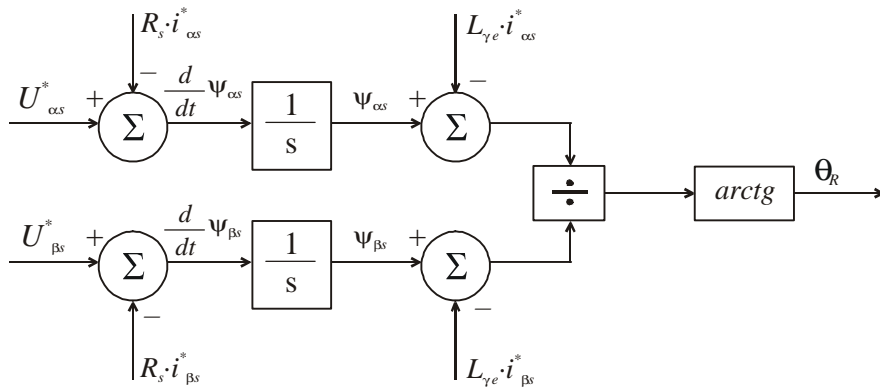 R_s·i*_αs
L_γe·i*_αs
U*_αs + − Σ d/dt ψ_αs 1/s ψ_αs + − Σ
÷ arctg θ_R
U*_βs + − Σ d/dt ψ_βs 1/s ψ_βs + − Σ
R_s·i*_βs
L_γe·i*_βs